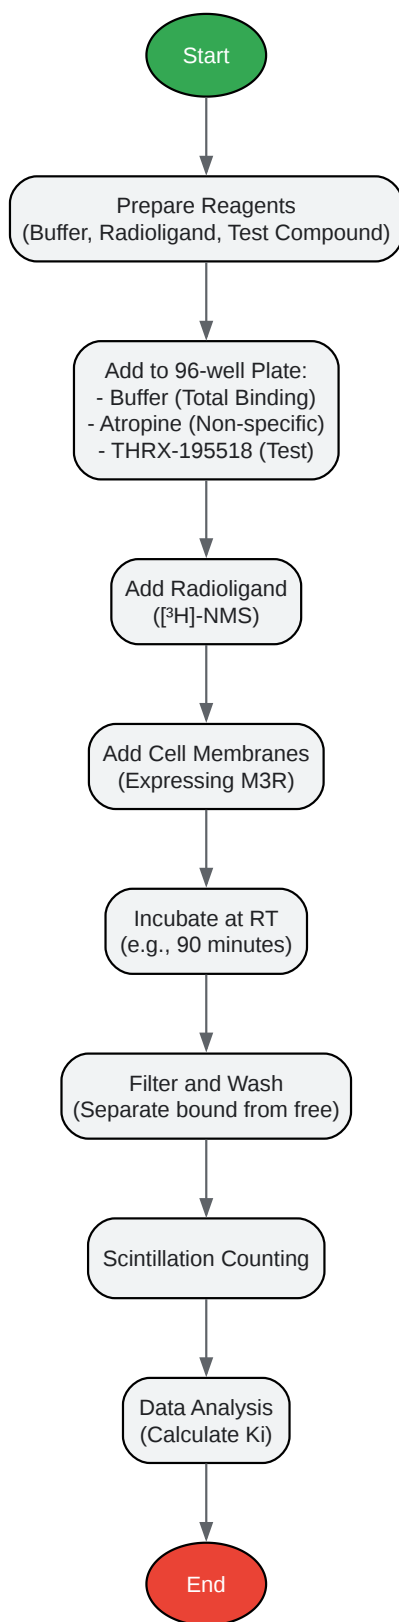 Start
Prepare Reagents
(Buffer, Radioligand, Test Compound)
Add to 96-well Plate:
- Buffer (Total Binding)
- Atropine (Non-specific)
- THRX-195518 (Test)
Add Radioligand
([³H]-NMS)
Add Cell Membranes
(Expressing M3R)
Incubate at RT
(e.g., 90 minutes)
Filter and Wash
(Separate bound from free)
Scintillation Counting
Data Analysis
(Calculate Ki)
End